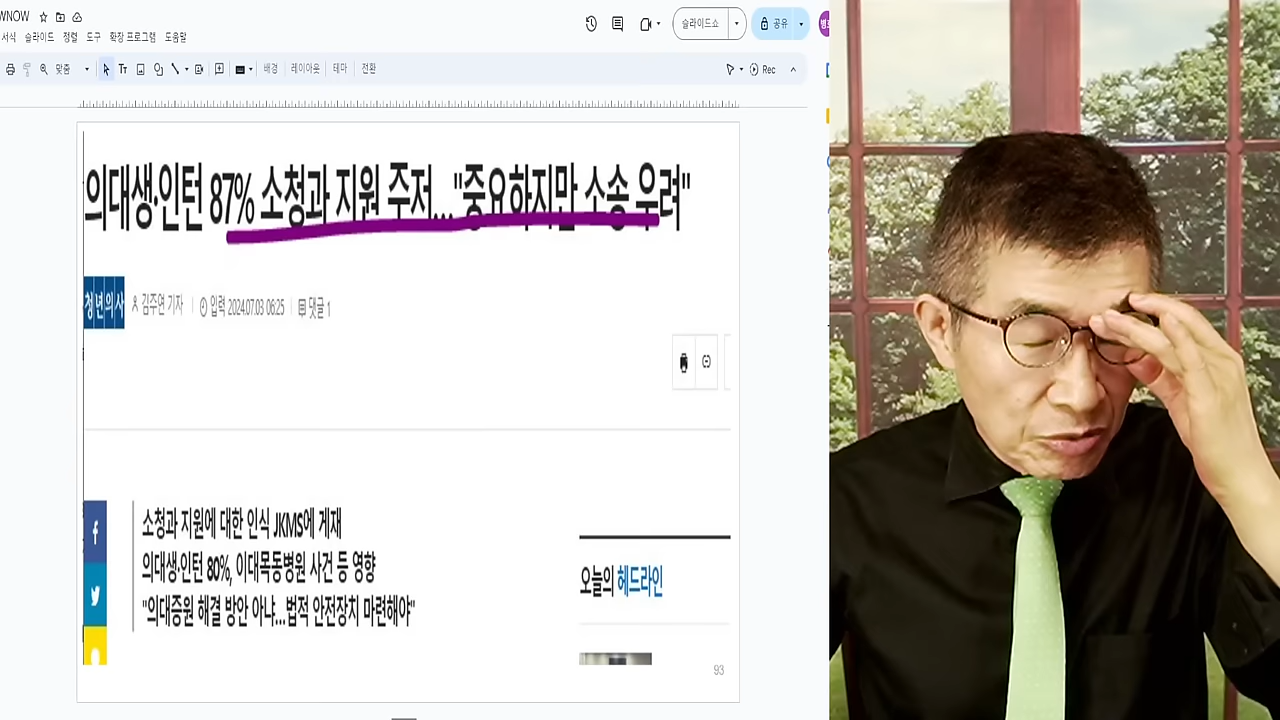 WNOW
슬라이드쇼
공유
서식 슬라이드 정렬 도구 확장 프로그램 도움말
맞춤
배경 레이아웃 테마 전환
Rec
의대생·인턴 87% 소청과 지원 주저..."중요하지만 소송 우려"
청년의사 김주연 기자 입력 2024.07.03 06:25 댓글 1
소청과 지원에 대한 인식 JKMS에 게재
의대생·인턴 80%, 이대목동병원 사건 등 영향
"의대증원 해결 방안 아냐...법적 안전장치 마련해야"
오늘의 헤드라인
93